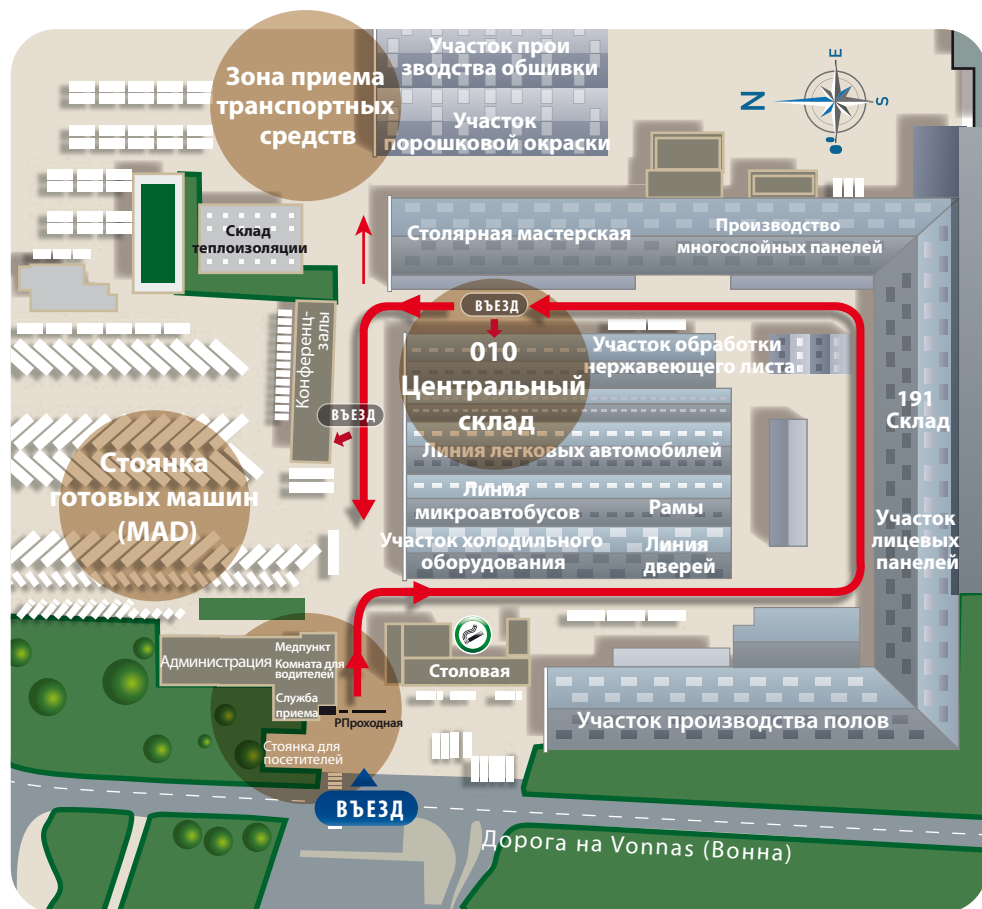 Участок прои
зводства обшивки
Зона приема
транспортных
средств
Участок
порошковой окраски
E
N
S
O
Склад
теплоизоляции
Столярная мастерская
Производство
многослойных панелей
ВЪЕЗД
Конференц-
залы
010
Центральный
склад
Участок обработки
нержавеющего листа
191
Склад
ВЪЕЗД
Линия легковых автомобилей
Стоянка
готовых машин
(MAD)
Линия
микроавтобусов
Рамы
Участок холодильного
оборудования
Линия
дверей
Участок
лицевых
панелей
Администрация
Медпункт
Комната для
водителей
Служба
приема
PПроходная
Столовая
Стоянка для
посетителей
Участок производства полов
ВЪЕЗД
Дорога на Vonnas (Вонна)